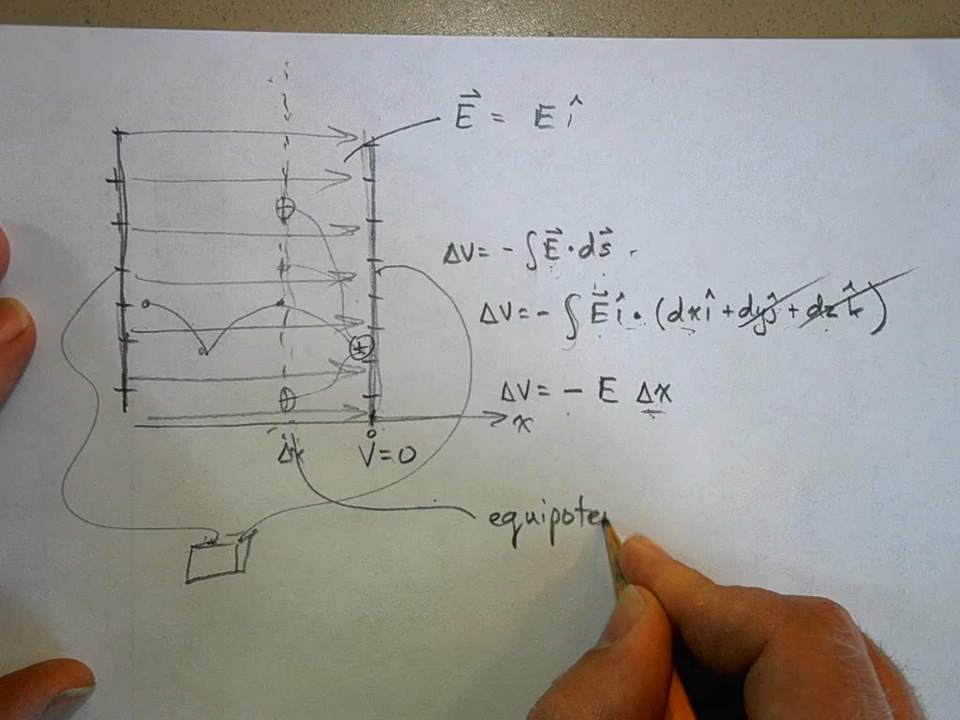 E⃗ = E î
ΔV = - ∫ E⃗ · ds⃗
ΔV = - ∫ E⃗ î · (dx î + dy ĵ + dz k̂)
ΔV = - E Δx
x
Δx V=0
equipote